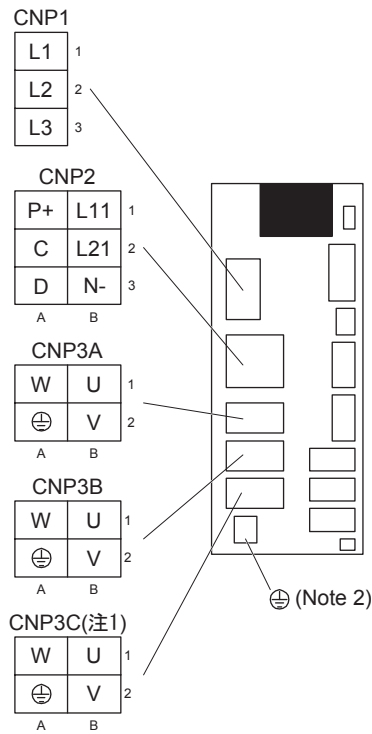 CNP1
L1 1
L2 2
L3 3
CNP2
P+ L11 1
C L21 2
D N- 3
A B
CNP3A
W U 1
⏚ V 2
A B
CNP3B
W U 1
⏚ V 2
A B
⏚ (Note 2)
CNP3C(注1)
W U 1
⏚ V 2
A B